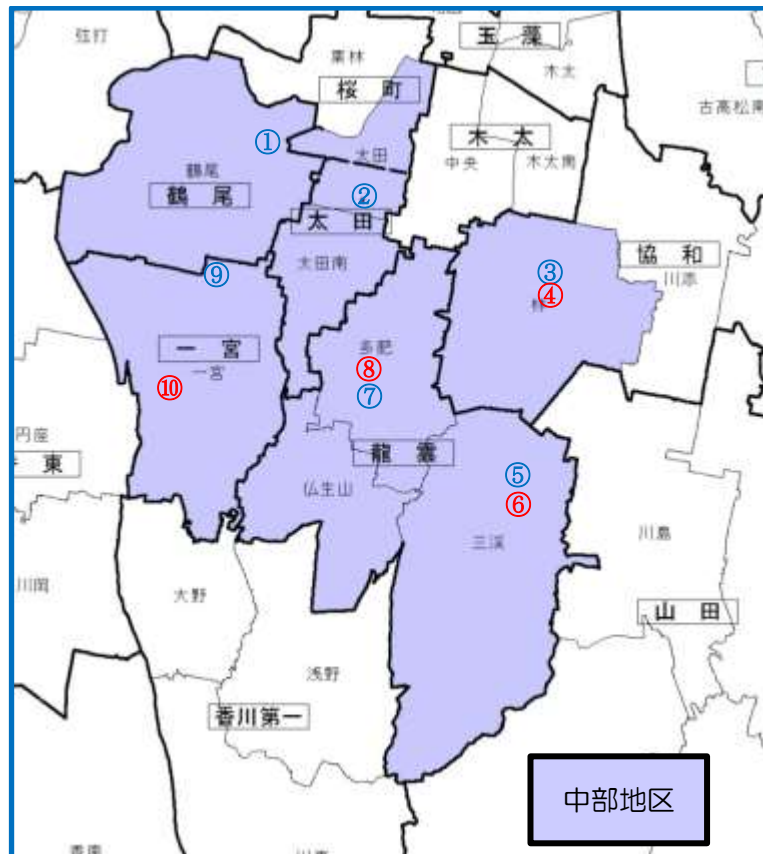 弦打
栗林
玉藻
木太
桜町
古高松南
①
太田
木太
中央
木太南
鶴尾
鶴尾
②
太田
太田南
③
④
林
協和
川添
⑨
一宮
一宮
⑩
多肥
⑧
⑦
円座
東
龍雲
仏生山
⑤
⑥
三渓
川島
川岡
大野
山田
浅野
香川第一
中部地区